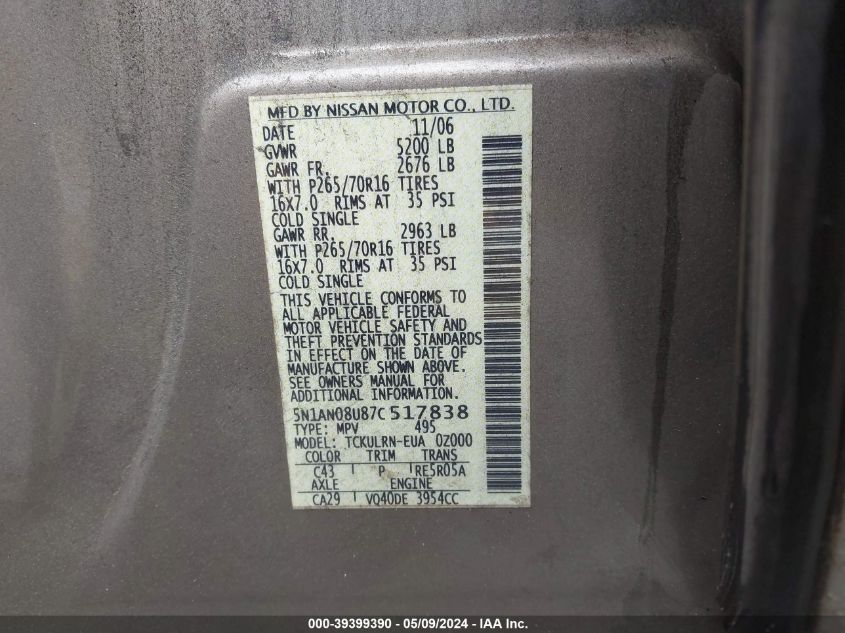 MFD BY NISSAN MOTOR CO., LTD.
DATE 11/06
GVWR 5200 LB
GAWR FR. 2676 LB
WITH P265/70R16 TIRES
16X7.0 RIMS AT 35 PSI
COLD SINGLE
GAWR RR. 2963 LB
WITH P265/70R16 TIRES
16X7.0 RIMS AT 35 PSI
COLD SINGLE
THIS VEHICLE CONFORMS TO
ALL APPLICABLE FEDERAL
MOTOR VEHICLE SAFETY AND
THEFT PREVENTION STANDARDS
IN EFFECT ON THE DATE OF
MANUFACTURE SHOWN ABOVE.
SEE OWNERS MANUAL FOR
ADDITIONAL INFORMATION.
5N1AN08U87C517838
TYPE: MPV 495
MODEL: TCKULRN-EUA 0Z000
COLOR TRIM TRANS
C43 P RE5R05A
AXLE ENGINE
CA29 VQ40DE 3954CC
000-39399390 - 05/09/2024 - IAA Inc.